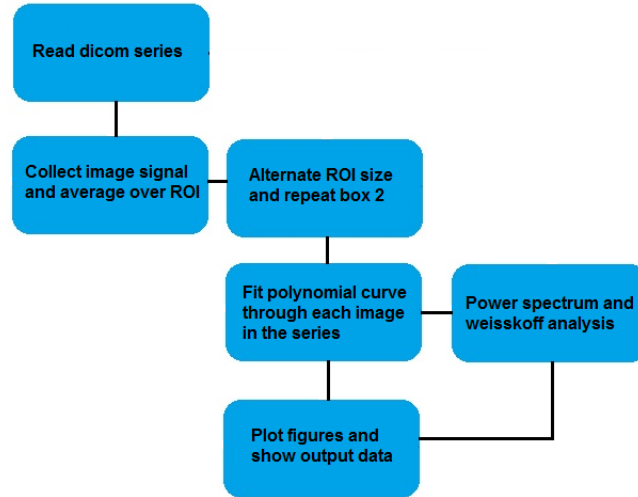 Read dicom series
Collect image signal
and average over ROI
Alternate ROI size
and repeat box 2
Fit polynomial curve
through each image
in the series
Power spectrum and
weisskoff analysis
Plot figures and
show output data